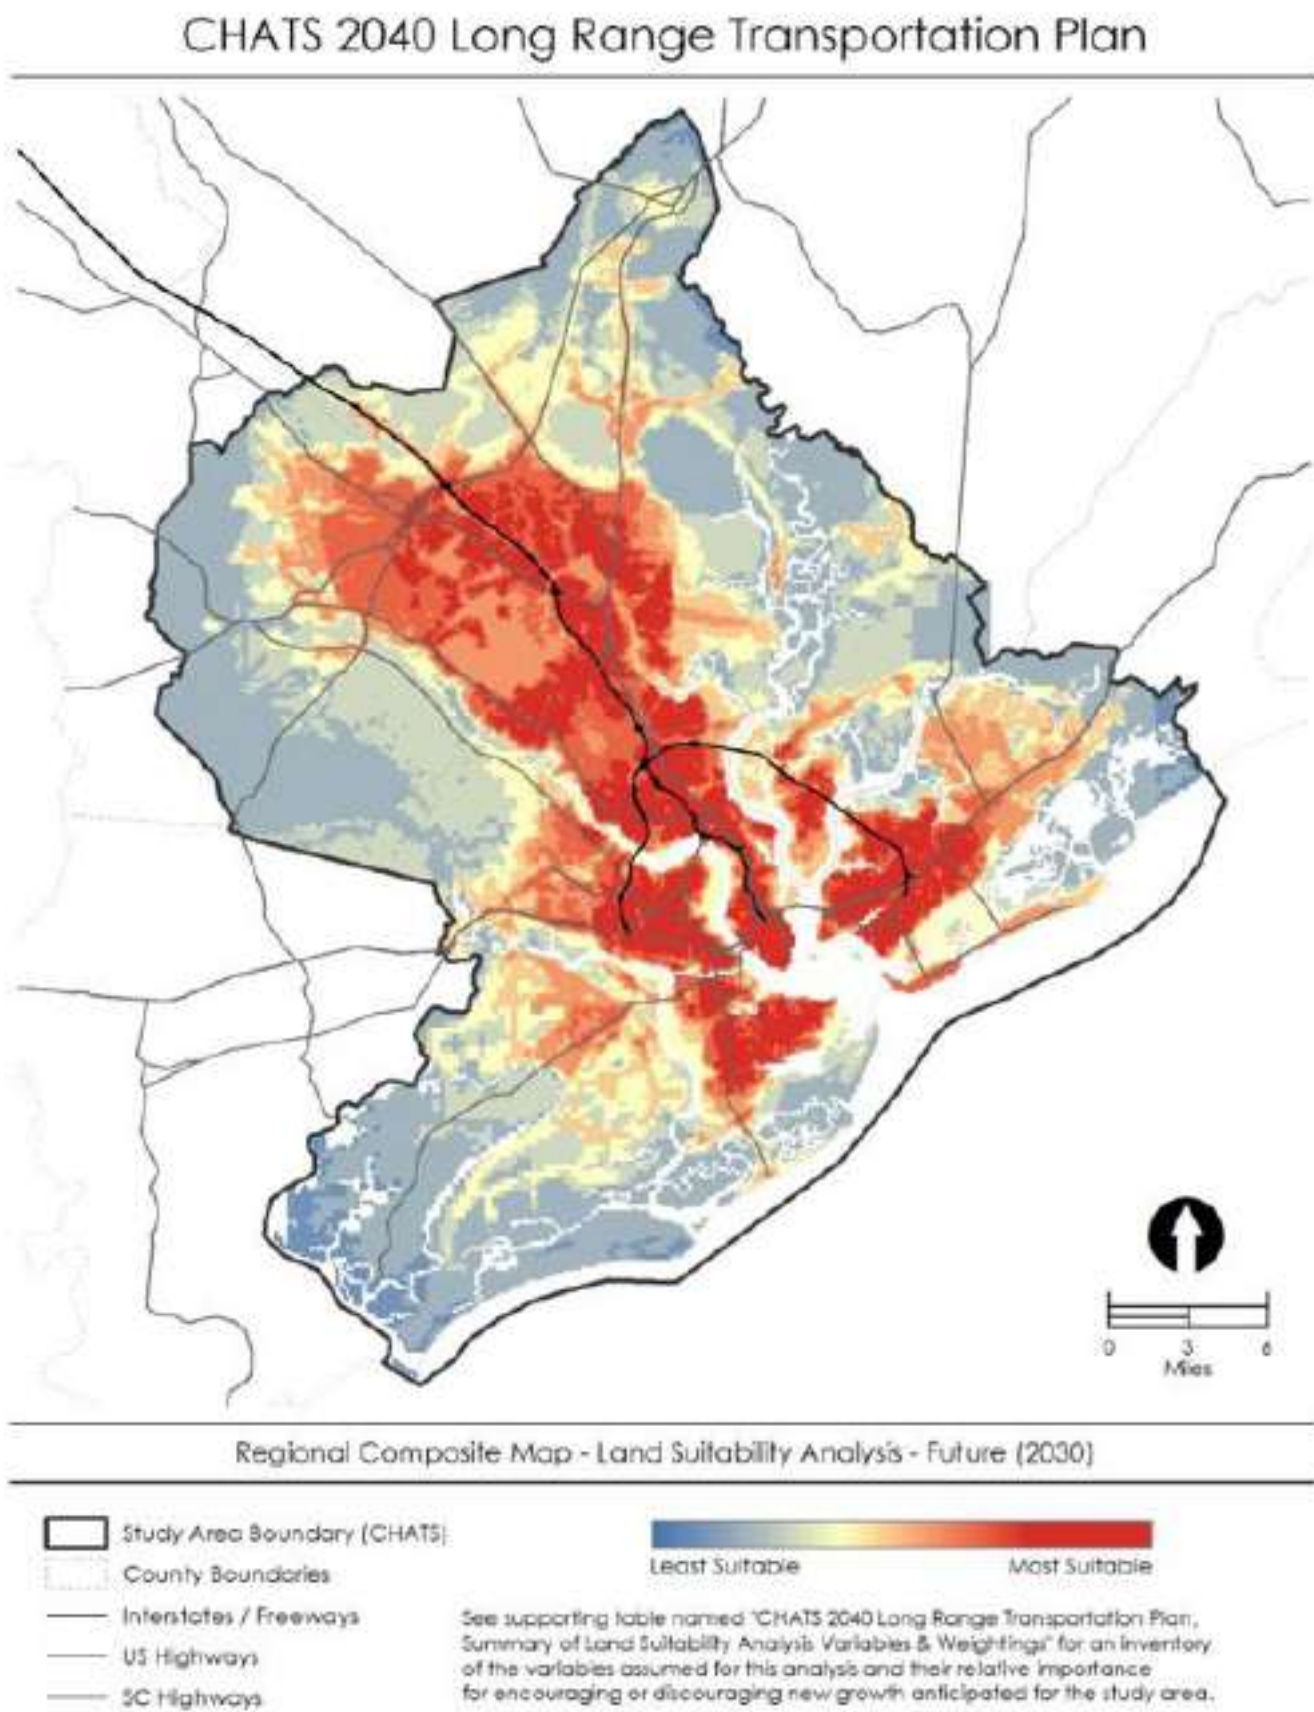 CHATS 2040 Long Range Transportation Plan
0 3 6
Miles
Regional Composite Map - Land Suitability Analysis - Future (2030)
Study Area Boundary (CHATS)
County Boundaries
Interstates / Freeways
US Highways
SC Highways
Least Suitable Most Suitable
See supporting table named "CHATS 2040 Long Range Transportation Plan,
Summary of Land Suitability Analysis Variables & Weightings" for an inventory
of the variables assumed for this analysis and their relative importance
for encouraging or discouraging new growth anticipated for the study area.